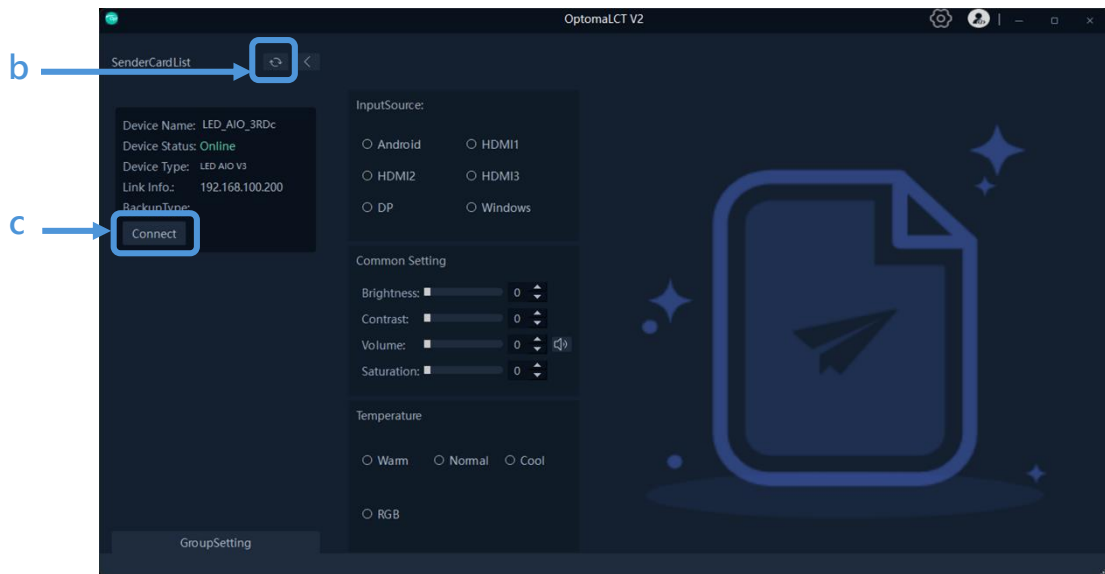 OptomaLCT V2
b
SenderCardList
Device Name: LED_AIO_3RDc
Device Status: Online
Device Type: LED AIO V3
Link Info.: 192.168.100.200
BackupType:
c
Connect
GroupSetting
InputSource:
Android HDMI1
HDMI2 HDMI3
DP Windows
Common Setting
Brightness: 0
Contrast: 0
Volume: 0
Saturation: 0
Temperature
Warm Normal Cool
RGB